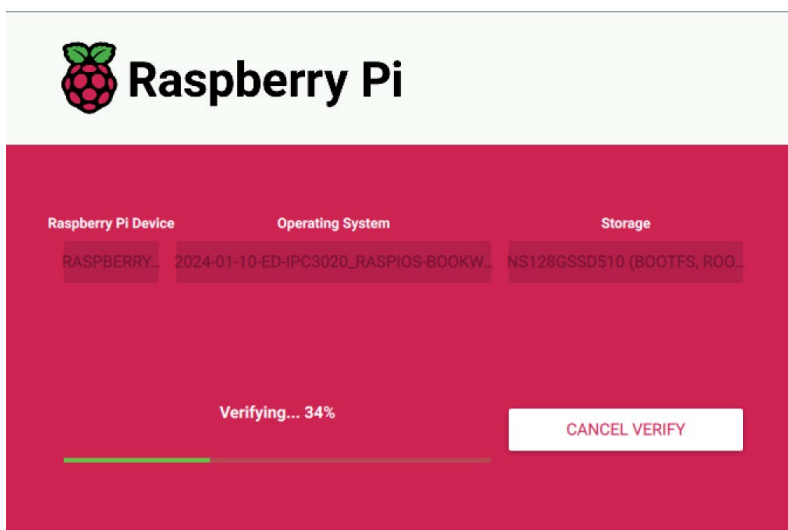 Raspberry Pi
Raspberry Pi Device Operating System Storage
RASPBERRY... 2024-01-10-ED-IPC3020_RASPIOS-BOOKW... NS128GSSD510 (BOOTFS, ROO...
Verifying... 34%
CANCEL VERIFY